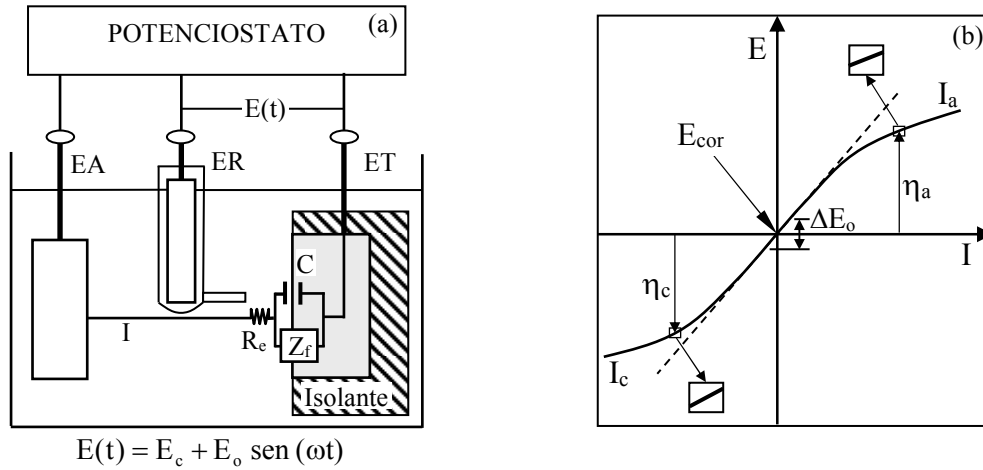 POTENCIOSTATO
(a)
E(t)
EA
ER
ET
C
I
Rₑ
Z_f
Isolante
E(t) = E_c + E_o sen (ωt)
(b)
E
I_a
E_cor
η_a
ΔE_o
I
η_c
I_c